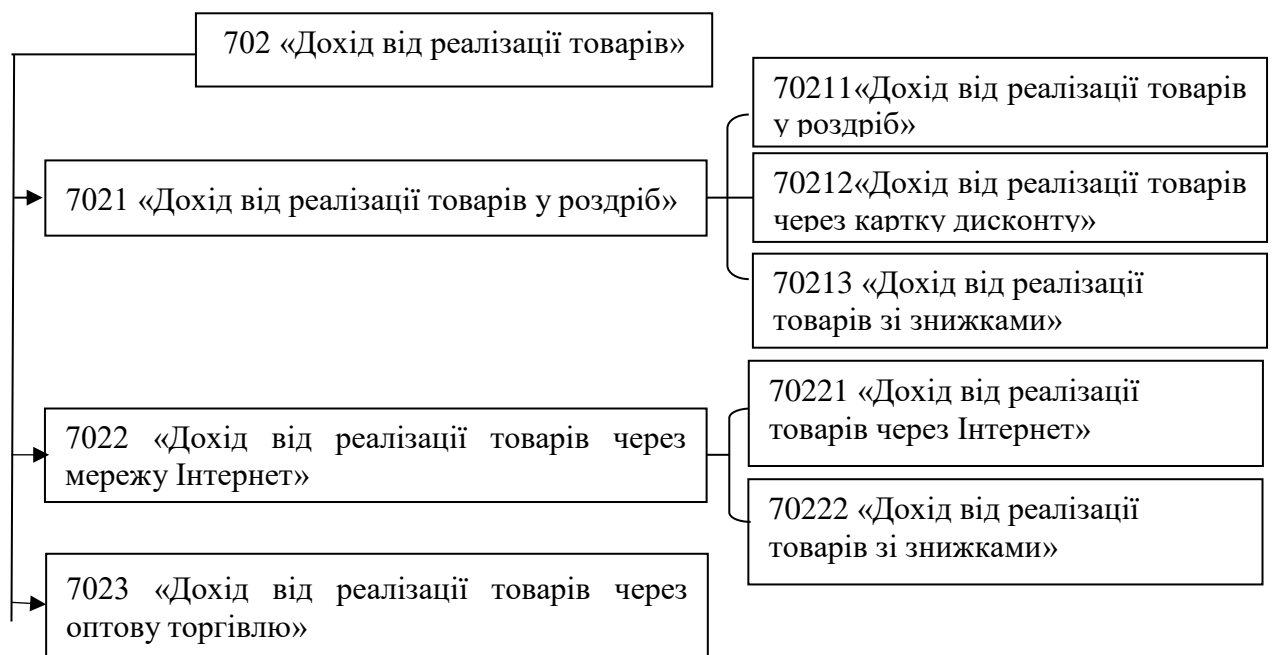 702 «Дохід від реалізації товарів»
70211«Дохід від реалізації товарів
у роздріб»
7021 «Дохід від реалізації товарів у роздріб»
70212«Дохід від реалізації товарів
через картку дисконту»
70213 «Дохід від реалізації
товарів зі знижками»
7022 «Дохід від реалізації товарів через
мережу Інтернет»
70221 «Дохід від реалізації
товарів через Інтернет»
70222 «Дохід від реалізації
товарів зі знижками»
7023 «Дохід від реалізації товарів через
оптову торгівлю»